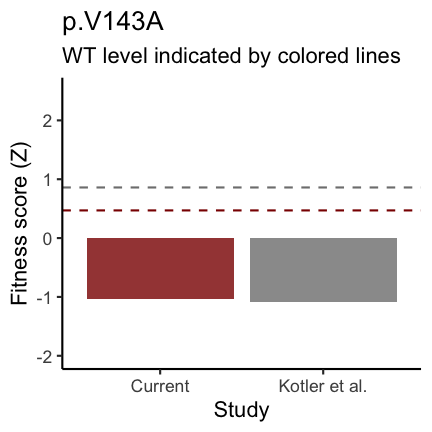 p.V143A
WT level indicated by colored lines
Fitness score (Z)
2
1
0
-1
-2
Current
Kotler et al.
Study